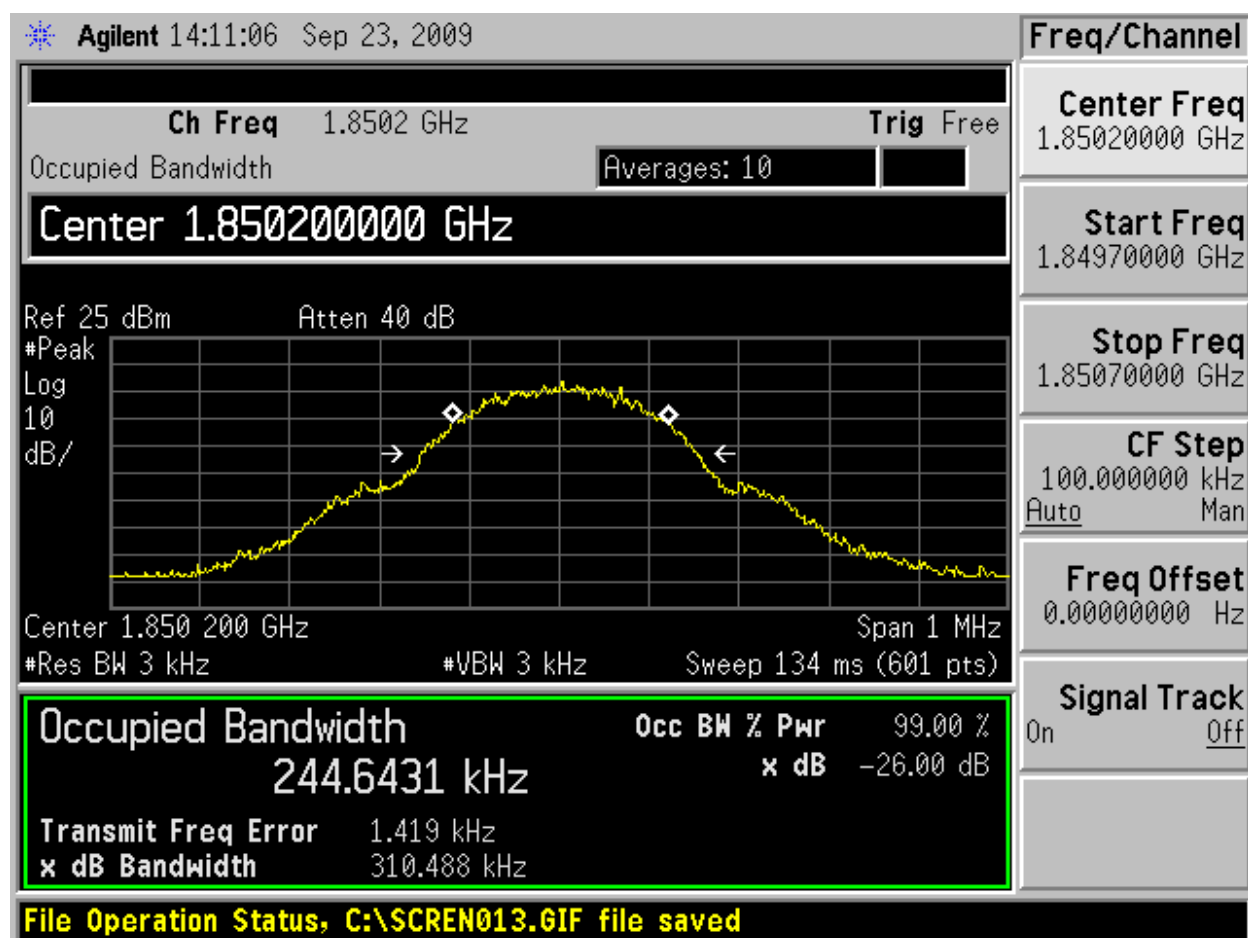 Agilent 14:11:06 Sep 23, 2009
Freq/Channel
Ch Freq 1.8502 GHz Trig Free
Occupied Bandwidth Averages: 10
Center 1.850200000 GHz
Ref 25 dBm Atten 40 dB
#Peak
Log
10
dB/
Center 1.850 200 GHz Span 1 MHz
#Res BW 3 kHz #VBW 3 kHz Sweep 134 ms (601 pts)
Occupied Bandwidth Occ BW % Pwr 99.00 %
244.6431 kHz x dB -26.00 dB
Transmit Freq Error 1.419 kHz
x dB Bandwidth 310.488 kHz
Center Freq
1.85020000 GHz
Start Freq
1.84970000 GHz
Stop Freq
1.85070000 GHz
CF Step
100.000000 kHz
Auto Man
Freq Offset
0.00000000 Hz
Signal Track
On Off
File Operation Status, C:\SCREN013.GIF file saved